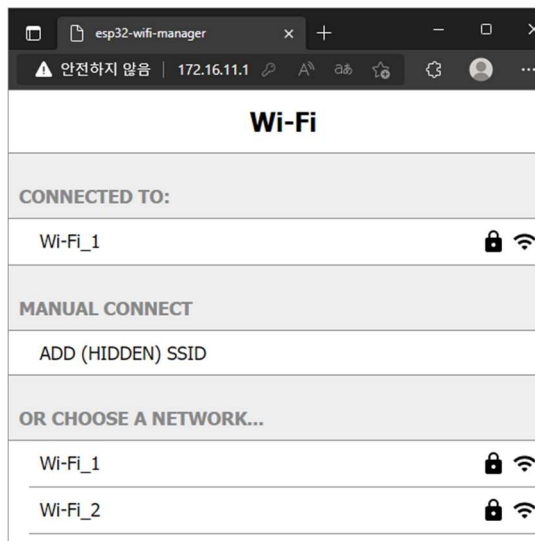 esp32-wifi-manager
안전하지 않음 | 172.16.11.1
Wi-Fi
CONNECTED TO:
Wi-Fi_1
MANUAL CONNECT
ADD (HIDDEN) SSID
OR CHOOSE A NETWORK...
Wi-Fi_1
Wi-Fi_2